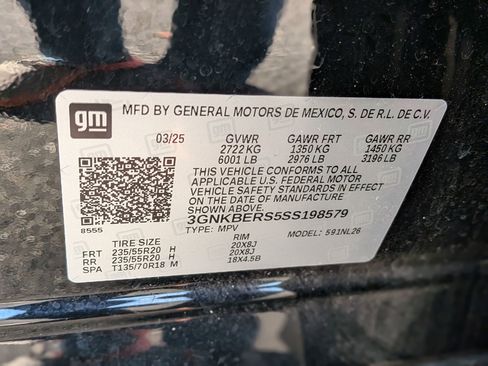 gm
MFD BY GENERAL MOTORS DE MEXICO, S. DE R.L. DE C.V.
03/25 GVWR GAWR FRT GAWR RR
2722 KG 1350 KG 1450 KG
6001 LB 2976 LB 3196 LB
THIS VEHICLE CONFORMS TO ALL
APPLICABLE U.S. FEDERAL MOTOR
VEHICLE SAFETY STANDARDS IN EFFECT
ON THE DATE OF MANUFACTURE
SHOWN ABOVE.
8555 3GNKBERS5SS198579
TYPE: MPV MODEL: 591NL26
TIRE SIZE RIM
FRT 235/55R20 H 20X8J
RR 235/55R20 H 20X8J
SPA T135/70R18 M 18X4.5B